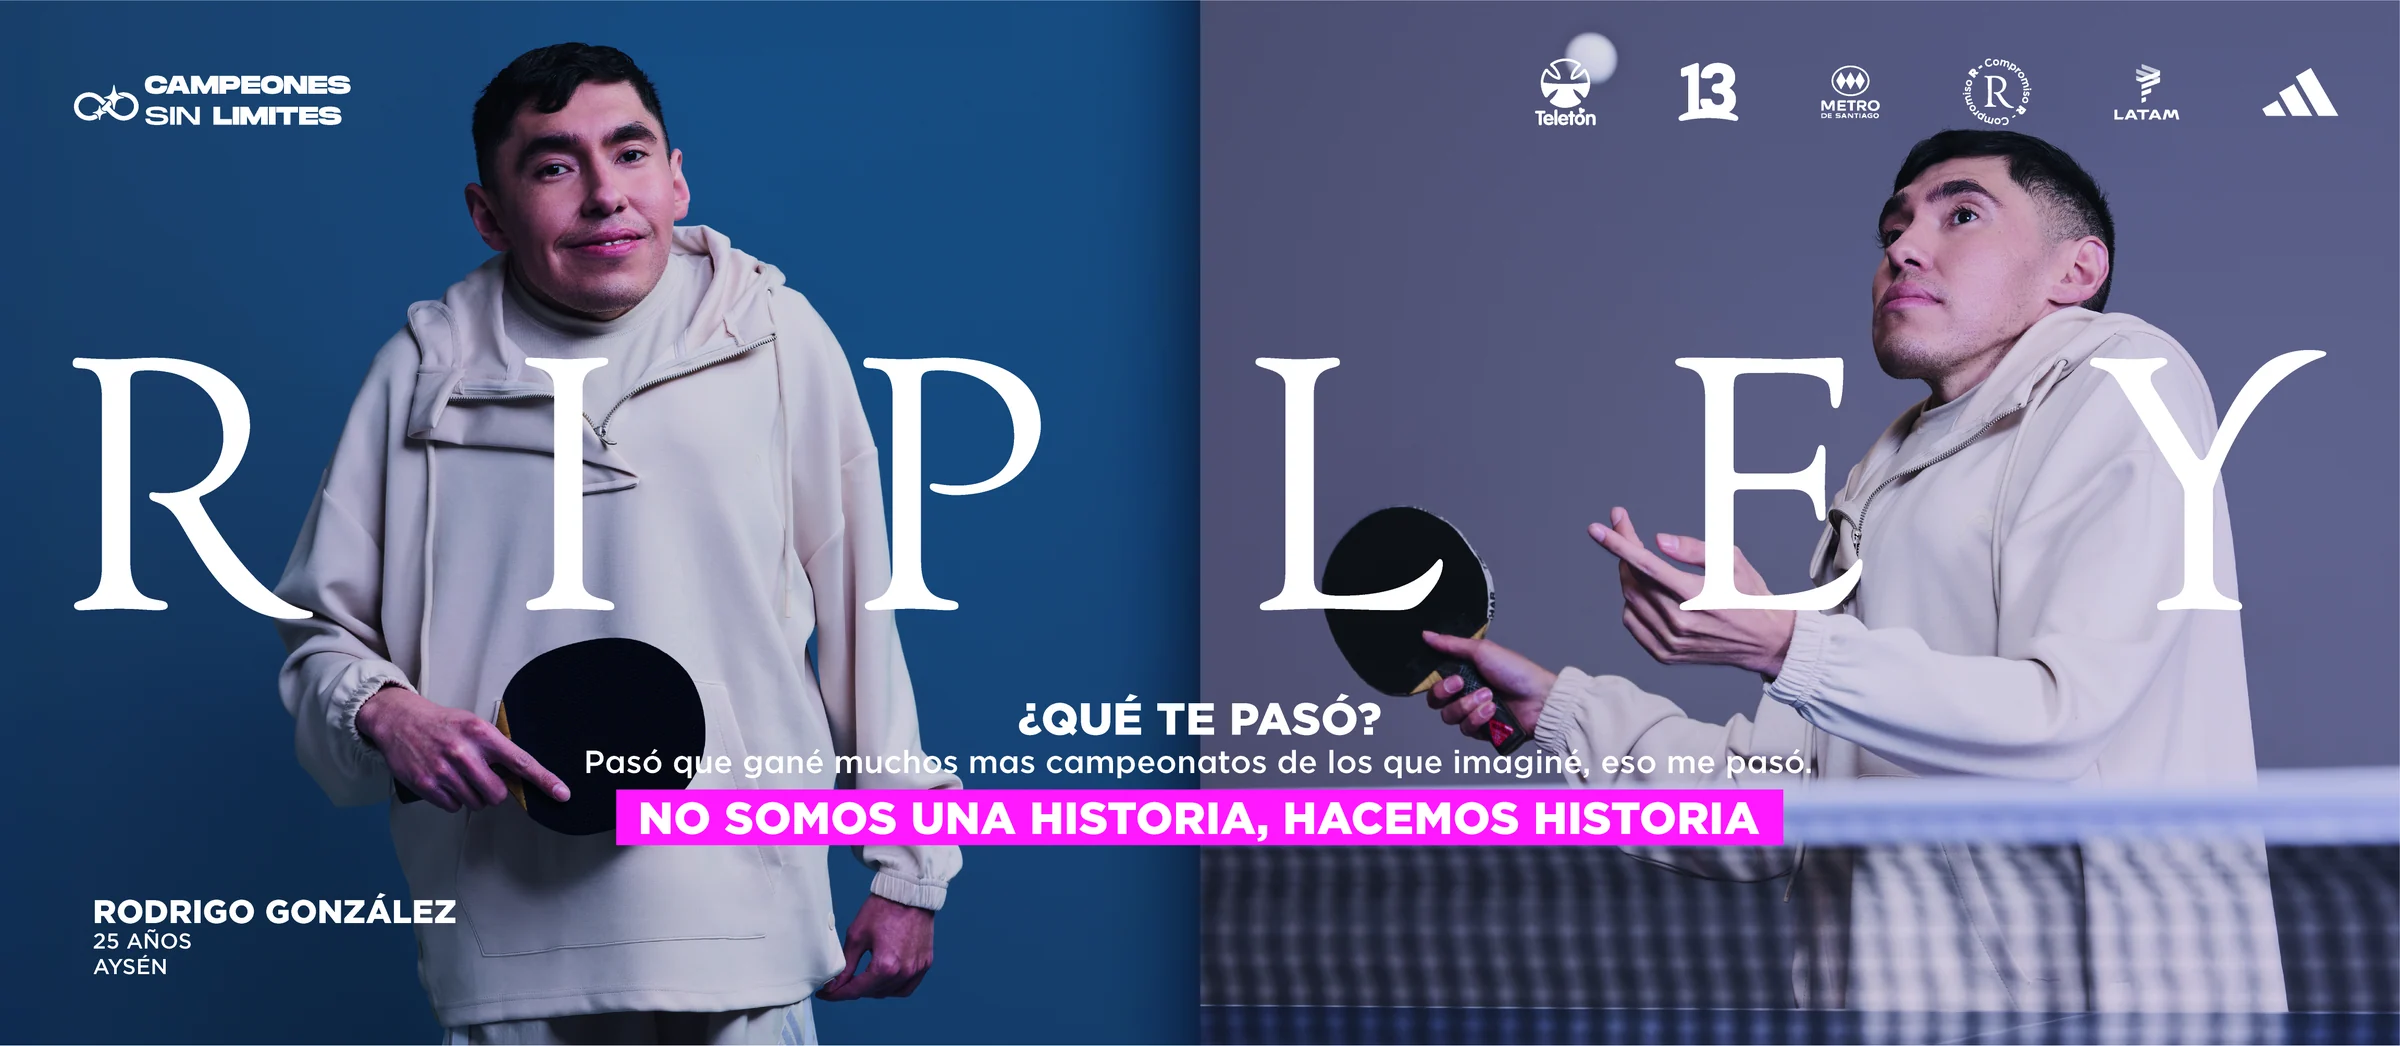 CAMPEONES
SIN LIMITES
Teletón
13
METRO
DE SANTIAGO
R - Compromiso R - Compromiso
R
LATAM
RIPLEY
¿QUÉ TE PASÓ?
Pasó que gané muchos mas campeonatos de los que imaginé, eso me pasó.
NO SOMOS UNA HISTORIA, HACEMOS HISTORIA
RODRIGO GONZÁLEZ
25 AÑOS
AYSÉN